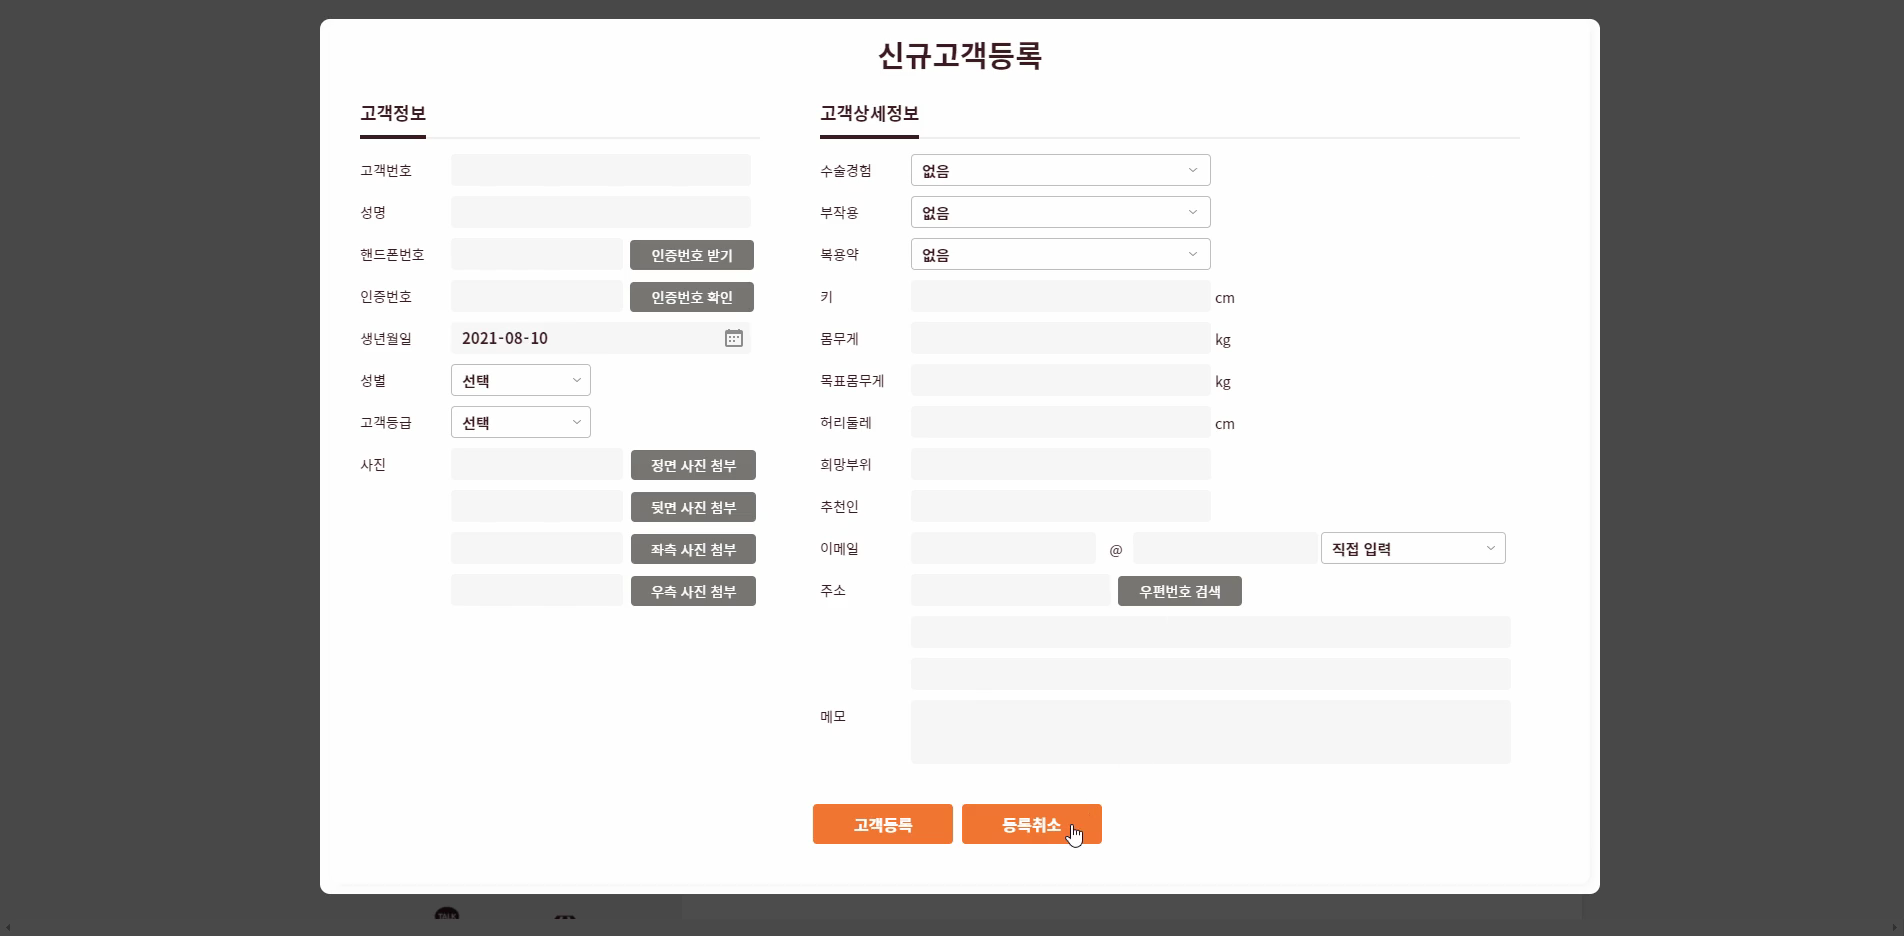 신규고객등록
고객정보
고객번호
성명
핸드폰번호 인증번호 받기
인증번호 인증번호 확인
생년월일 2021-08-10
성별 선택
고객등급 선택
사진 정면 사진 첨부
뒷면 사진 첨부
좌측 사진 첨부
우측 사진 첨부
고객상세정보
수술경험 없음
부작용 없음
복용약 없음
키 cm
몸무게 kg
목표몸무게 kg
허리둘레 cm
희망부위
추천인
이메일 @ 직접 입력
주소 우편번호 검색
메모
고객등록 등록취소
TALK